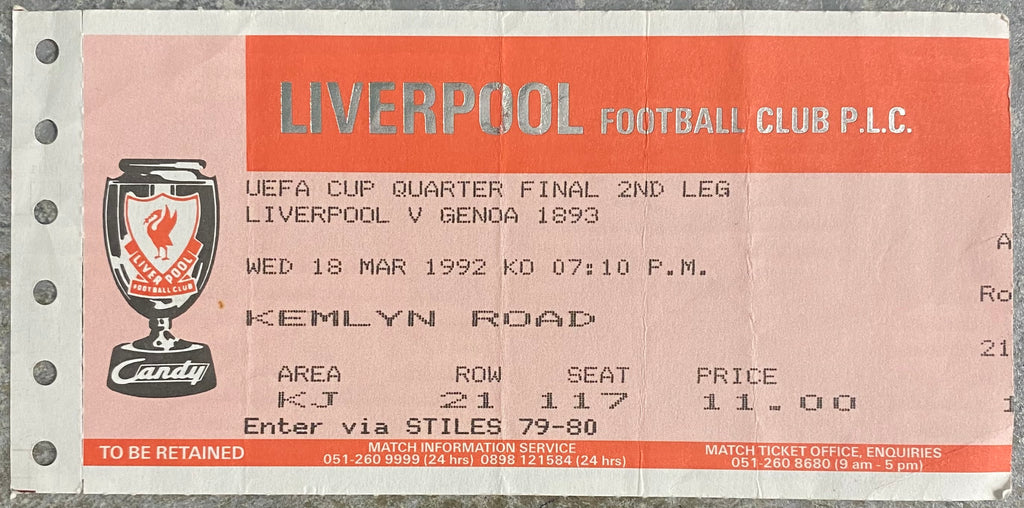 LIVERPOOL FOOTBALL CLUB P.L.C.
UEFA CUP QUARTER FINAL 2ND LEG
LIVERPOOL V GENOA 1893
WED 18 MAR 1992 KO 07:10 P.M.
KEMLYN ROAD
AREA ROW SEAT PRICE
KJ 21 117 11.00
Enter via STILES 79-80
LIVERPOOL
FOOTBALL CLUB
Candy
A
Ro
21
TO BE RETAINED
MATCH INFORMATION SERVICE
051-260 9999 (24 hrs) 0898 121584 (24 hrs)
MATCH TICKET OFFICE, ENQUIRIES
051-260 8680 (9 am - 5 pm)